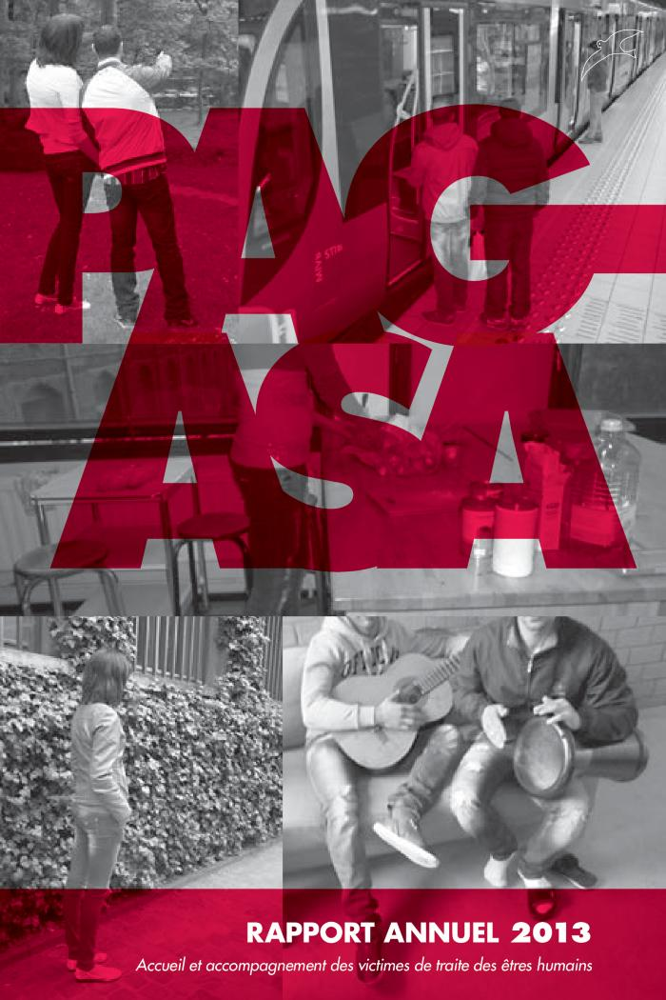 PAG-
ASA
RAPPORT ANNUEL 2013
Accueil et accompagnement des victimes de traite des êtres humains